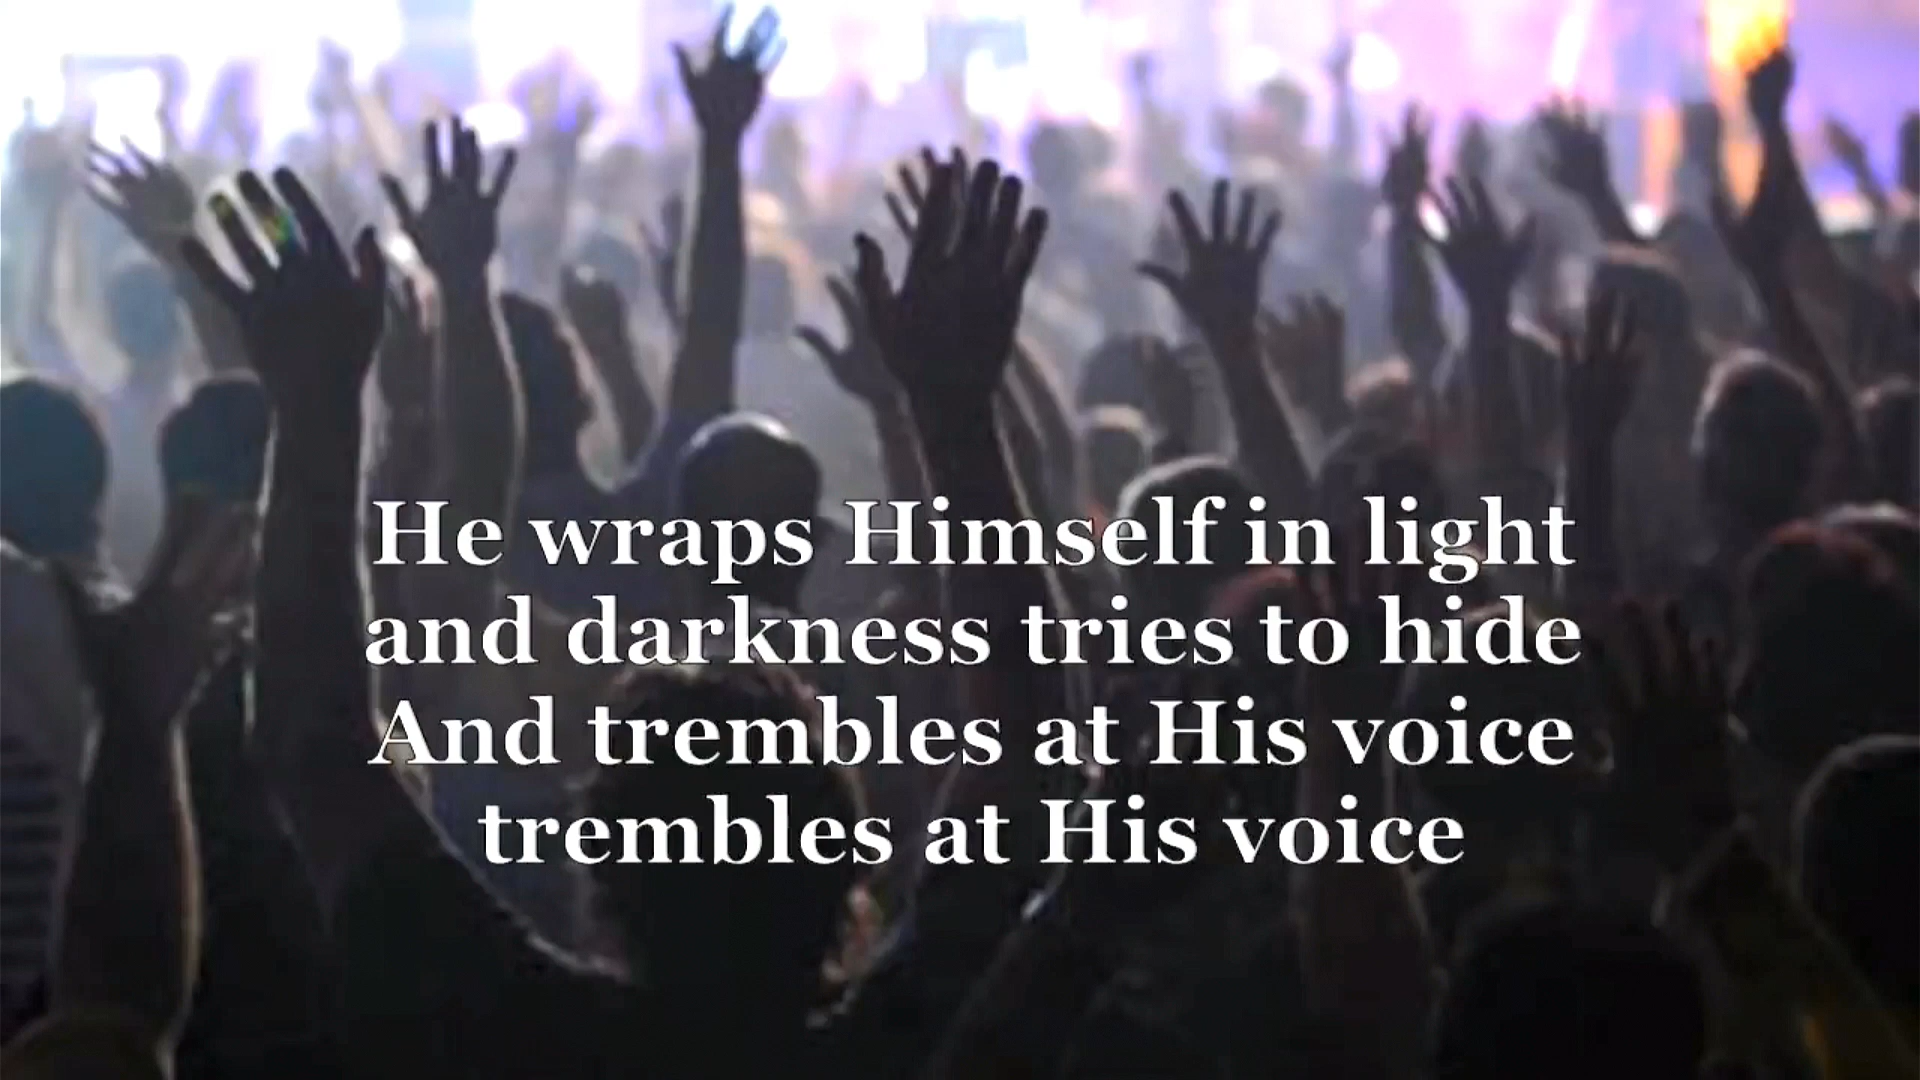 He wraps Himself in light
and darkness tries to hide
And trembles at His voice
trembles at His voice